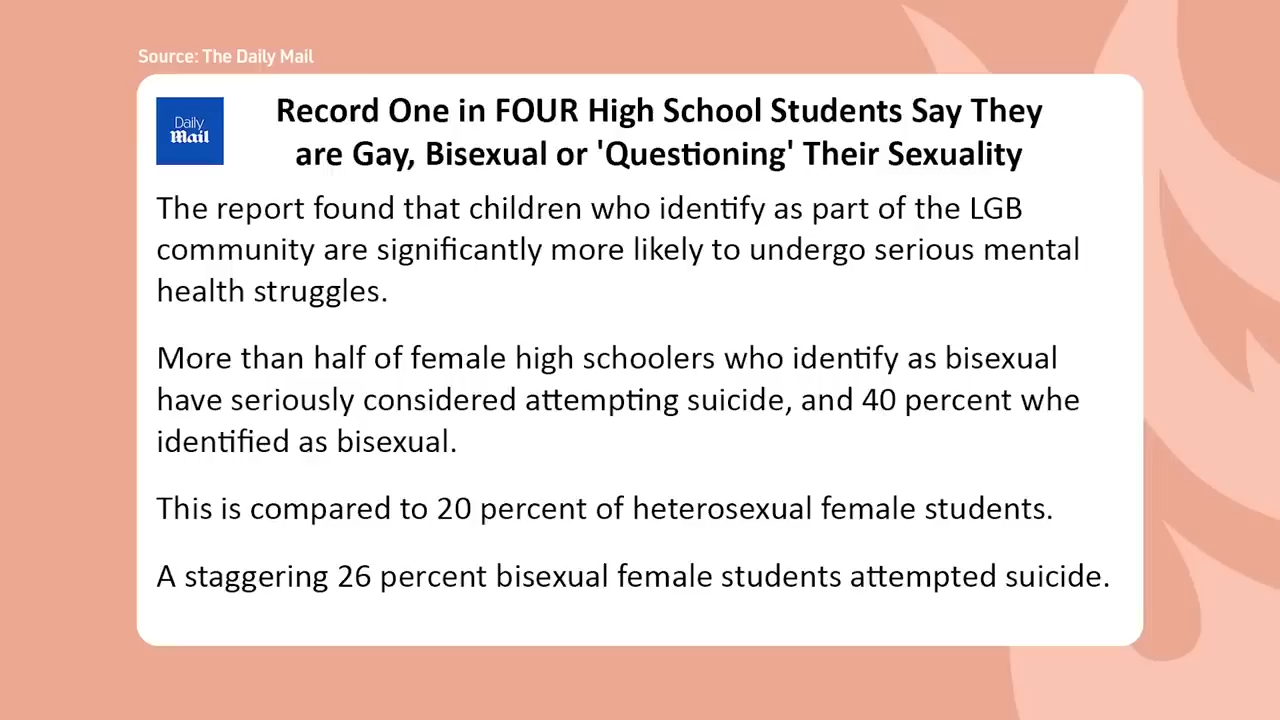 Source: The Daily Mail
Daily
Mail
Record One in FOUR High School Students Say They
are Gay, Bisexual or 'Questioning' Their Sexuality
The report found that children who identify as part of the LGB
community are significantly more likely to undergo serious mental
health struggles.
More than half of female high schoolers who identify as bisexual
have seriously considered attempting suicide, and 40 percent whe
identified as bisexual.
This is compared to 20 percent of heterosexual female students.
A staggering 26 percent bisexual female students attempted suicide.